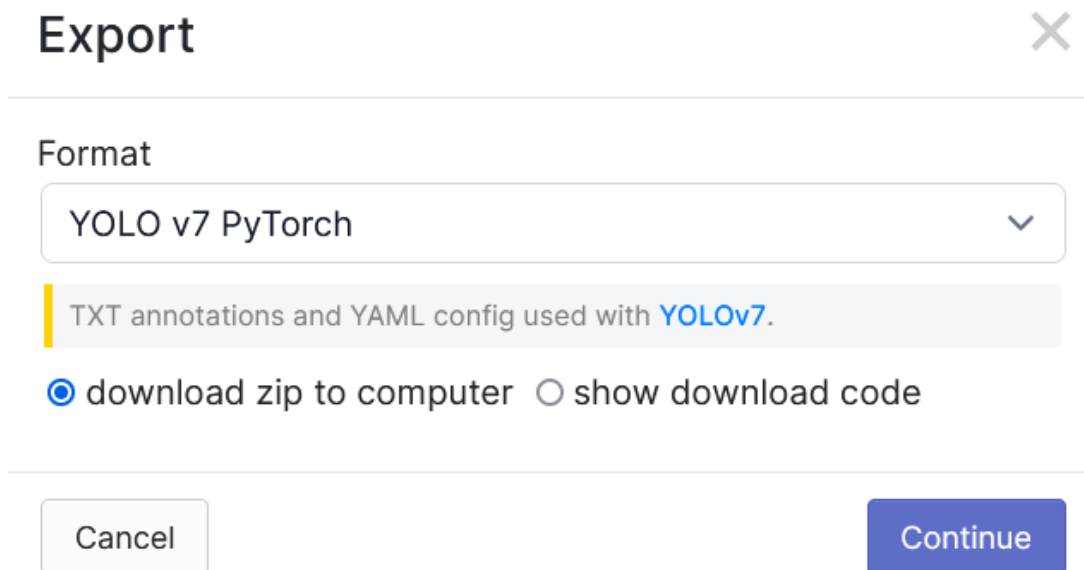 Export
Format
YOLO v7 PyTorch
TXT annotations and YAML config used with YOLOv7.
download zip to computer show download code
Cancel Continue